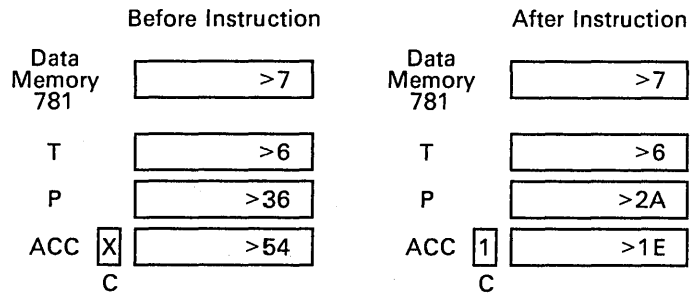 Before Instruction After Instruction
Data Memory 781 >7 Data Memory 781 >7
T >6 T >6
P >36 P >2A
ACC X >54 ACC 1 >1E
C C